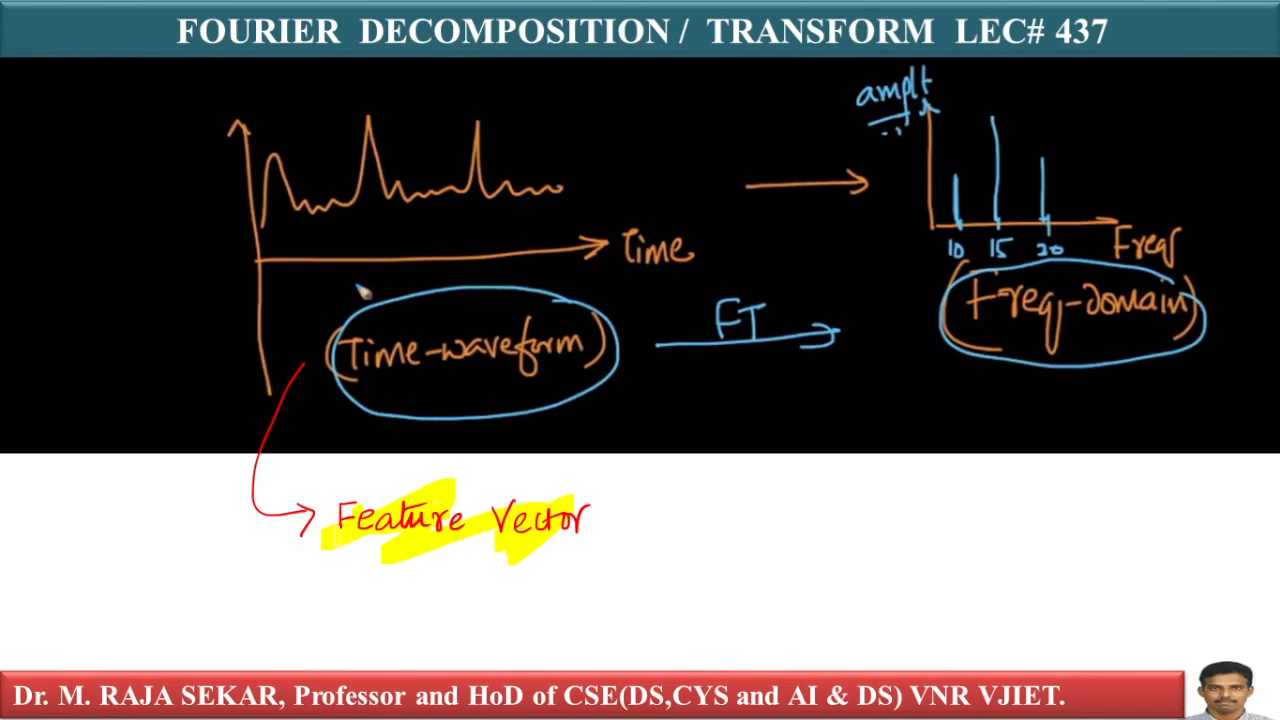 FOURIER DECOMPOSITION / TRANSFORM LEC# 437
amplt
Time
10 15 20 Freq
(Time-waveform)
FT
(Freq-domain)
Feature Vector
Dr. M. RAJA SEKAR, Professor and HoD of CSE(DS,CYS and AI & DS) VNR VJIET.